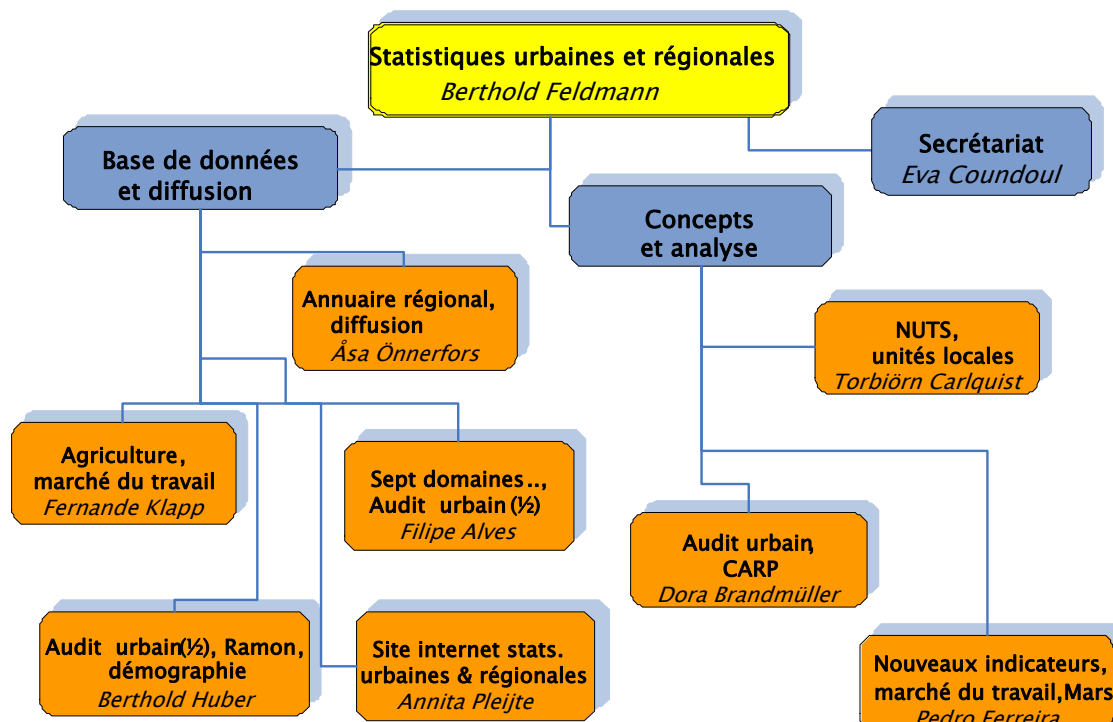 Statistiques urbaines et régionales
Berthold Feldmann
Base de données
et diffusion
Secrétariat
Eva Coundoul
Concepts
et analyse
Annuaire régional,
diffusion
Åsa Önnerfors
NUTS,
unités locales
Torbiörn Carlquist
Agriculture,
marché du travail
Fernande Klapp
Sept domaines..,
Audit urbain (½)
Filipe Alves
Audit urbain,
CARP
Dora Brandmüller
Audit urbain(½), Ramon,
démographie
Berthold Huber
Site internet stats.
urbaines & régionales
Annita Pleijte
Nouveaux indicateurs,
marché du travail,Mars
Pedro Ferreira